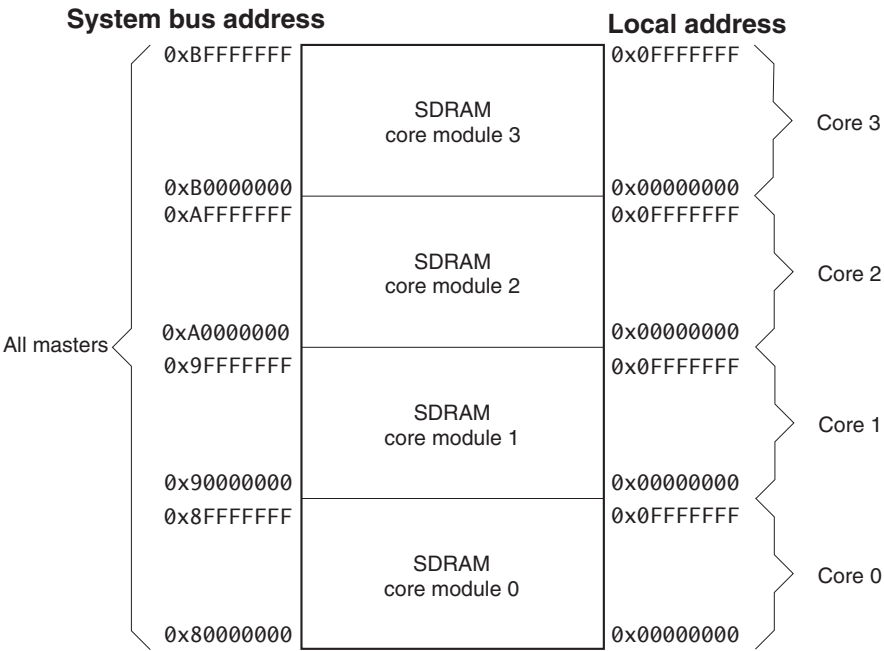 System bus address
Local address
0xBFFFFFFF
0x0FFFFFFF
SDRAM
core module 3
Core 3
0xB0000000
0x00000000
0xAFFFFFFF
0x0FFFFFFF
SDRAM
core module 2
Core 2
0xA0000000
0x00000000
All masters
0x9FFFFFFF
0x0FFFFFFF
SDRAM
core module 1
Core 1
0x90000000
0x00000000
0x8FFFFFFF
0x0FFFFFFF
SDRAM
core module 0
Core 0
0x80000000
0x00000000